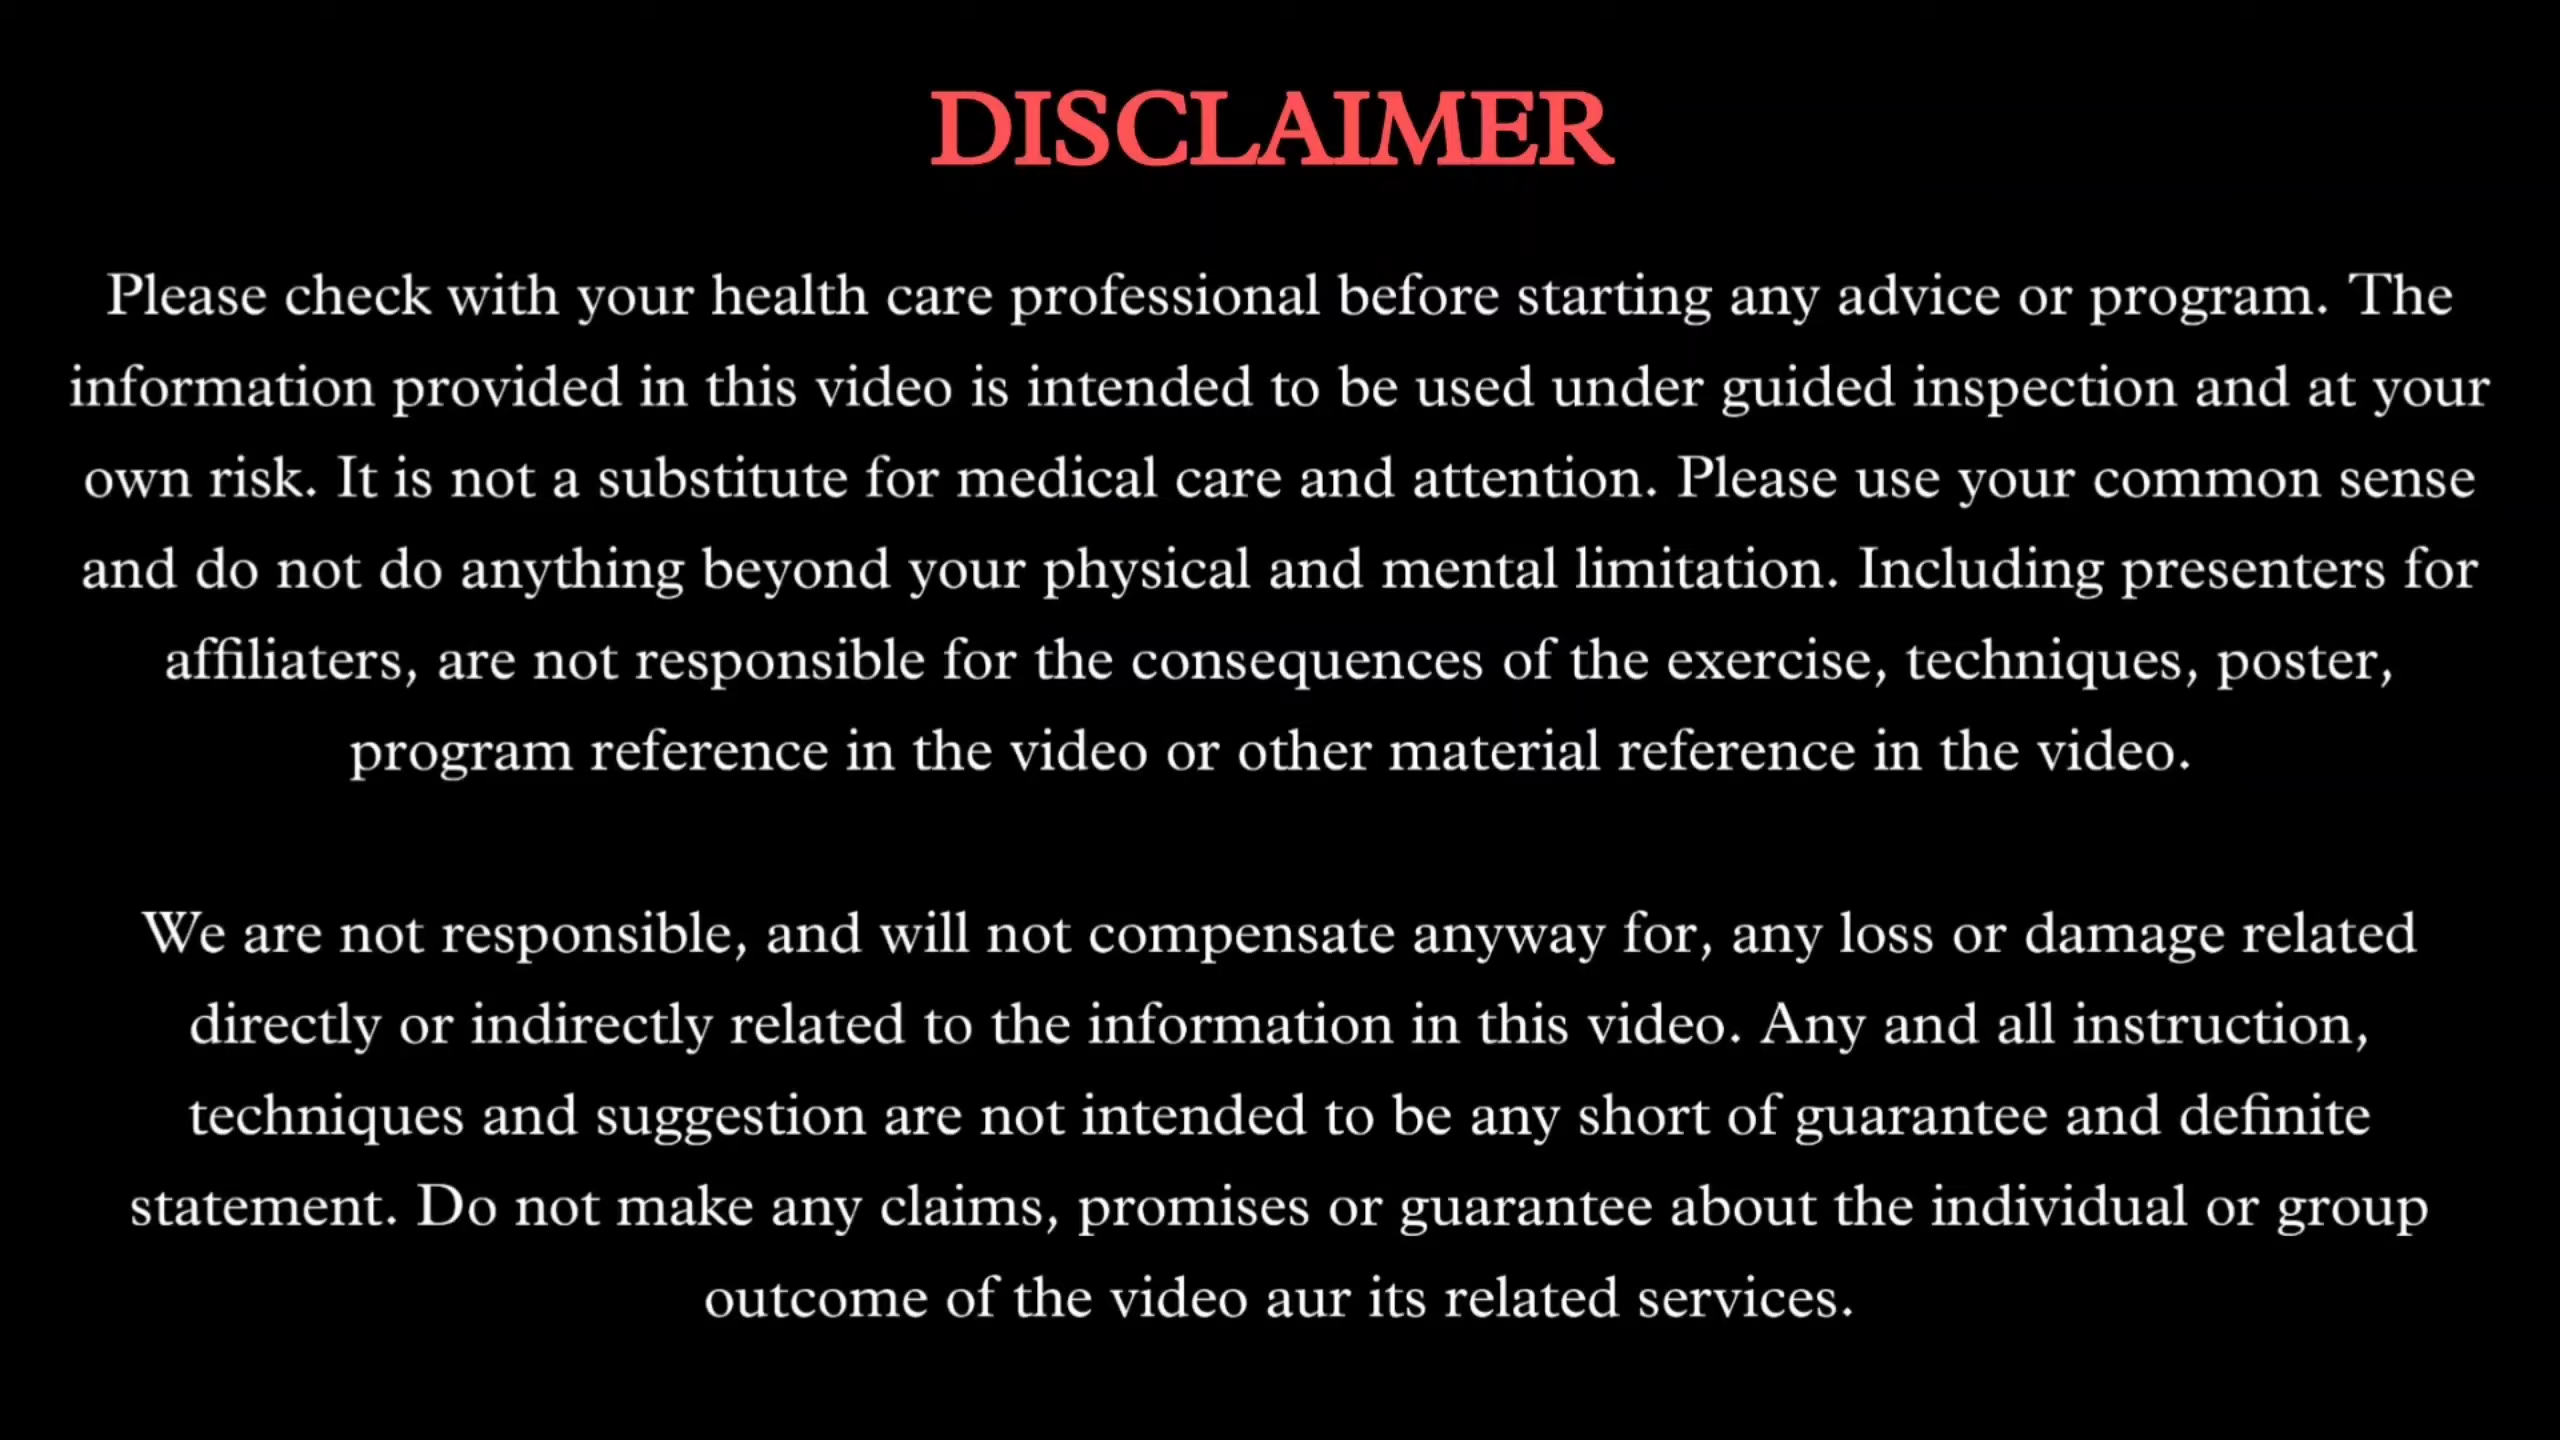 DISCLAIMER
Please check with your health care professional before starting any advice or program. The
information provided in this video is intended to be used under guided inspection and at your
own risk. It is not a substitute for medical care and attention. Please use your common sense
and do not do anything beyond your physical and mental limitation. Including presenters for
affiliaters, are not responsible for the consequences of the exercise, techniques, poster,
program reference in the video or other material reference in the video.
We are not responsible, and will not compensate anyway for, any loss or damage related
directly or indirectly related to the information in this video. Any and all instruction,
techniques and suggestion are not intended to be any short of guarantee and definite
statement. Do not make any claims, promises or guarantee about the individual or group
outcome of the video aur its related services.